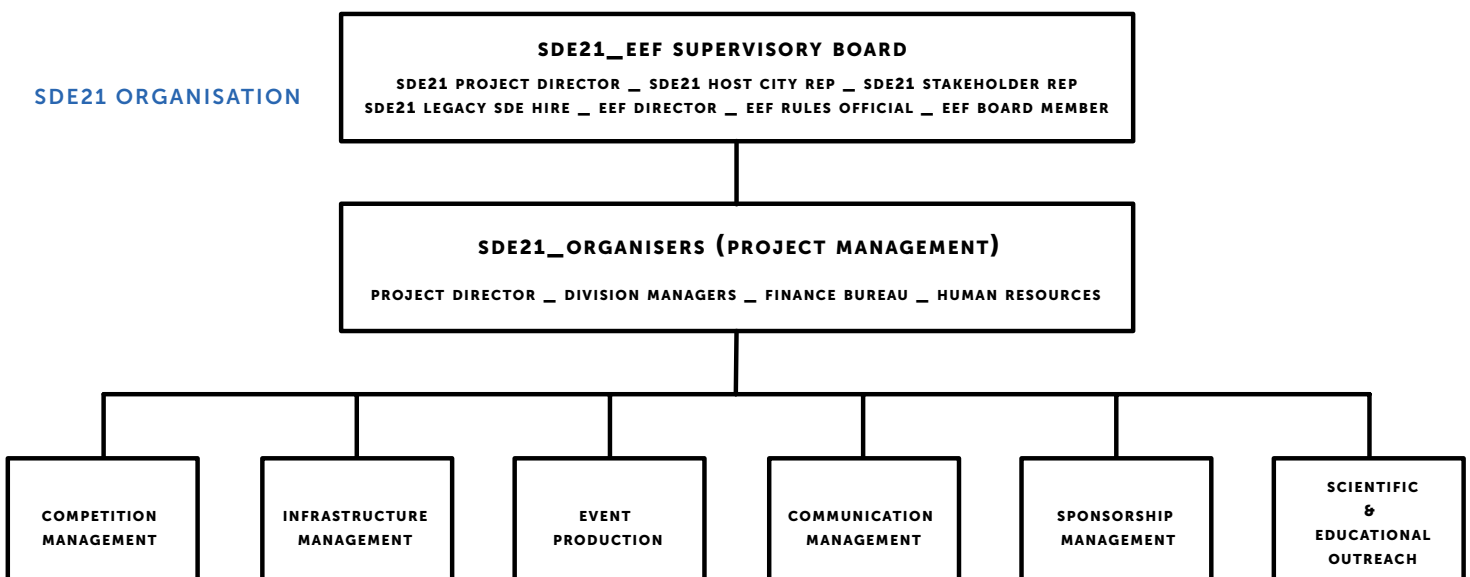 SDE21_EEF SUPERVISORY BOARD
SDE21 ORGANISATION
SDE21 PROJECT DIRECTOR _ SDE21 HOST CITY REP _ SDE21 STAKEHOLDER REP
SDE21 LEGACY SDE HIRE _ EEF DIRECTOR _ EEF RULES OFFICIAL _ EEF BOARD MEMBER
SDE21_ORGANISERS (PROJECT MANAGEMENT)
PROJECT DIRECTOR _ DIVISION MANAGERS _ FINANCE BUREAU _ HUMAN RESOURCES
COMPETITION
MANAGEMENT
INFRASTRUCTURE
MANAGEMENT
EVENT
PRODUCTION
COMMUNICATION
MANAGEMENT
SPONSORSHIP
MANAGEMENT
SCIENTIFIC
&
EDUCATIONAL
OUTREACH